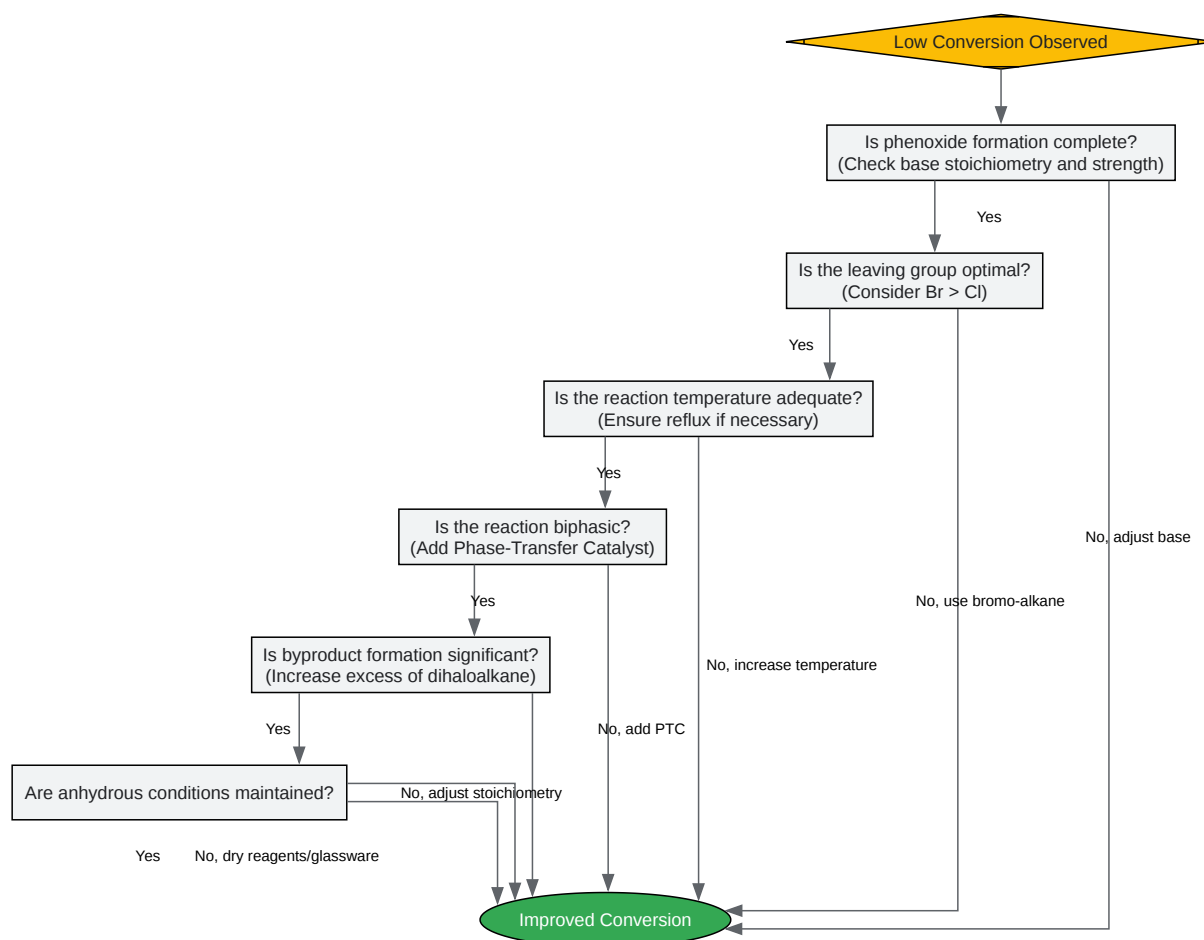 Low Conversion Observed
Is phenoxide formation complete?
(Check base stoichiometry and strength)
Yes
Is the leaving group optimal?
(Consider Br > Cl)
Yes
Is the reaction temperature adequate?
(Ensure reflux if necessary)
Yes
Is the reaction biphasic?
(Add Phase-Transfer Catalyst)
No, adjust base
Yes
No, use bromo-alkane
Is byproduct formation significant?
(Increase excess of dihaloalkane)
No, increase temperature
Yes
No, add PTC
Are anhydrous conditions maintained?
No, adjust stoichiometry
Yes
No, dry reagents/glassware
Improved Conversion